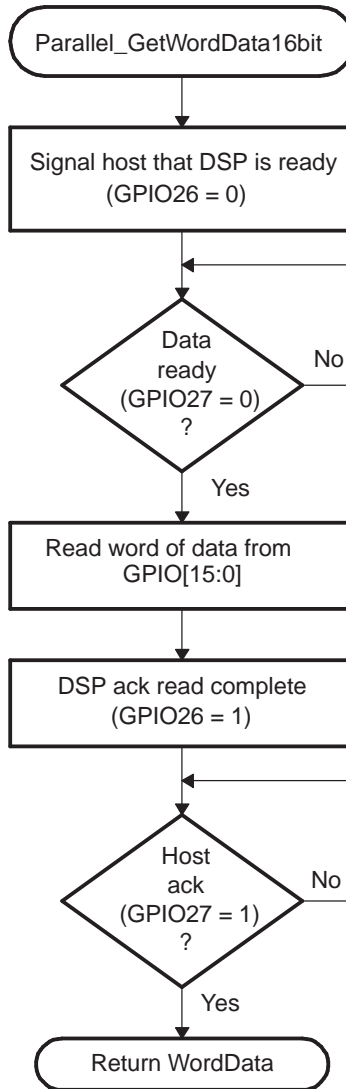 Parallel_GetWordData16bit
Signal host that DSP is ready
(GPIO26 = 0)
Data
ready
(GPIO27 = 0)
?
No
Yes
Read word of data from
GPIO[15:0]
DSP ack read complete
(GPIO26 = 1)
Host
ack
(GPIO27 = 1)
?
No
Yes
Return WordData